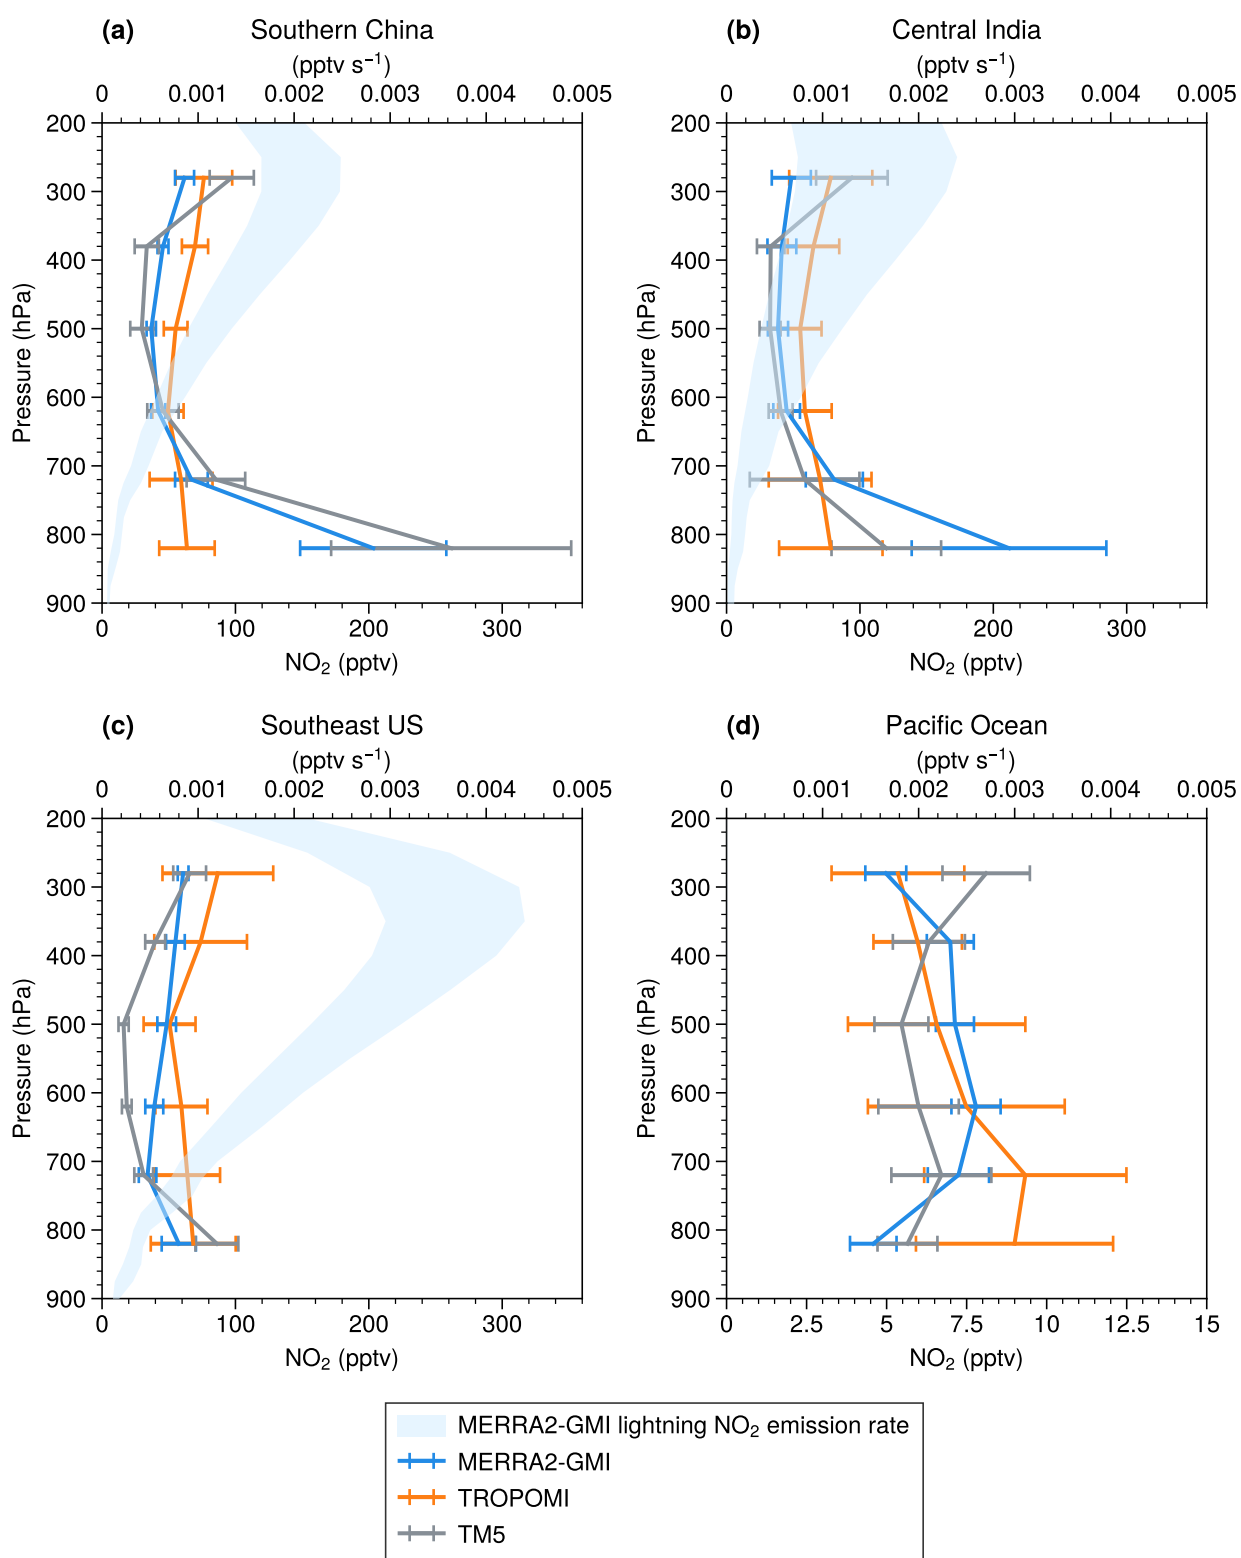 (a) Southern China
(pptv s⁻¹)
0 0.001 0.002 0.003 0.004 0.005
200
300
400
500
600
700
800
900
Pressure (hPa)
0 100 200 300
NO₂ (pptv)
(b) Central India
(pptv s⁻¹)
0 0.001 0.002 0.003 0.004 0.005
200
300
400
500
600
700
800
900
Pressure (hPa)
0 100 200 300
NO₂ (pptv)
(c) Southeast US
(pptv s⁻¹)
0 0.001 0.002 0.003 0.004 0.005
200
300
400
500
600
700
800
900
Pressure (hPa)
0 100 200 300
NO₂ (pptv)
(d) Pacific Ocean
(pptv s⁻¹)
0 0.001 0.002 0.003 0.004 0.005
200
300
400
500
600
700
800
900
Pressure (hPa)
0 2.5 5 7.5 10 12.5 15
NO₂ (pptv)
MERRA2-GMI lightning NO₂ emission rate
MERRA2-GMI
TROPOMI
TM5